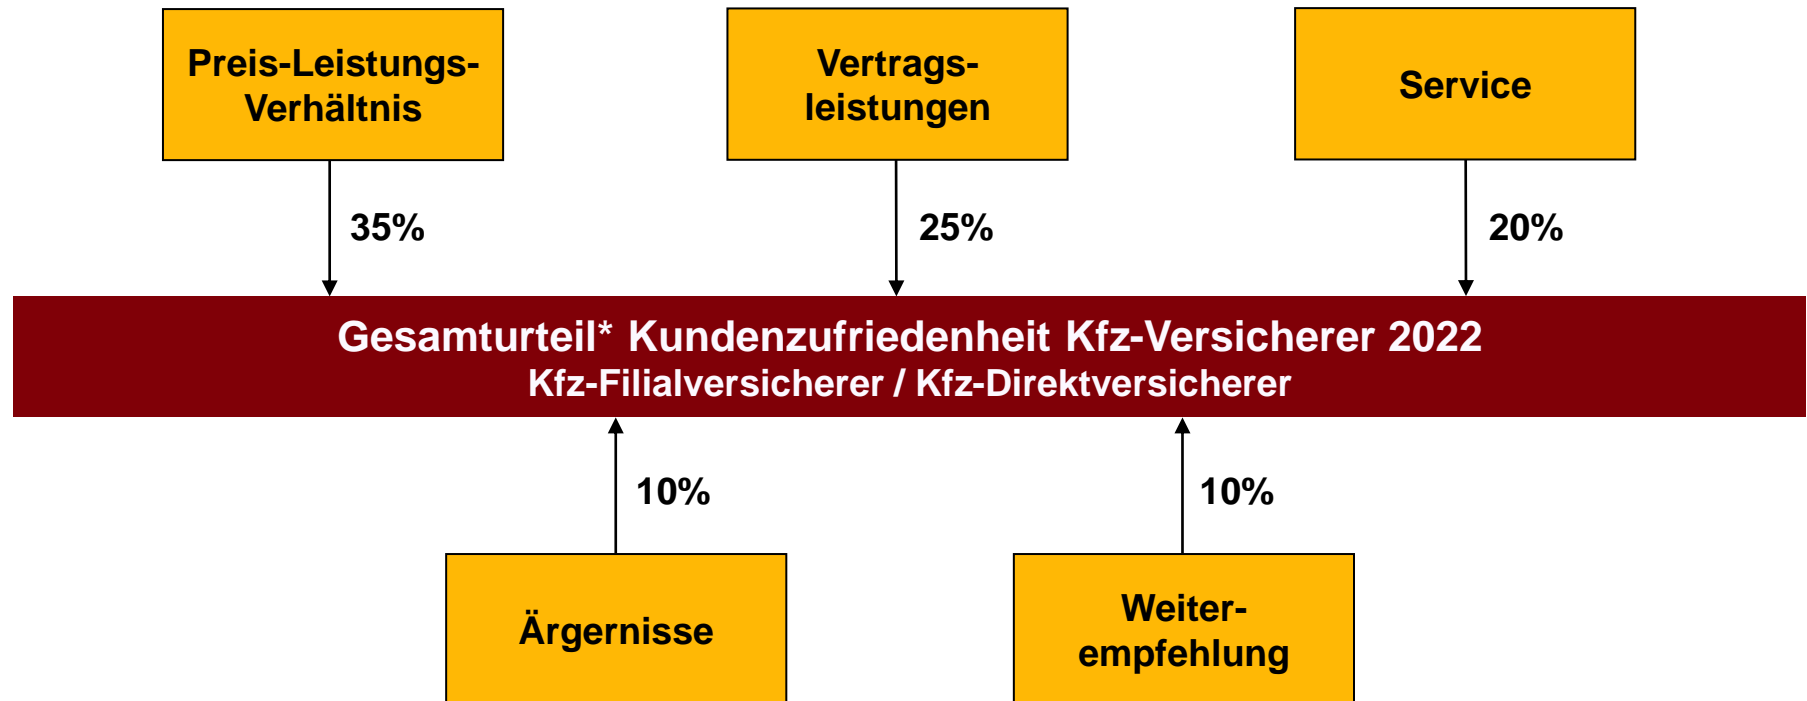 Preis-Leistungs-
Verhältnis
Vertrags-
leistungen
Service
35%
25%
20%
Gesamturteil* Kundenzufriedenheit Kfz-Versicherer 2022
Kfz-Filialversicherer / Kfz-Direktversicherer
10%
10%
Ärgernisse
Weiter-
empfehlung